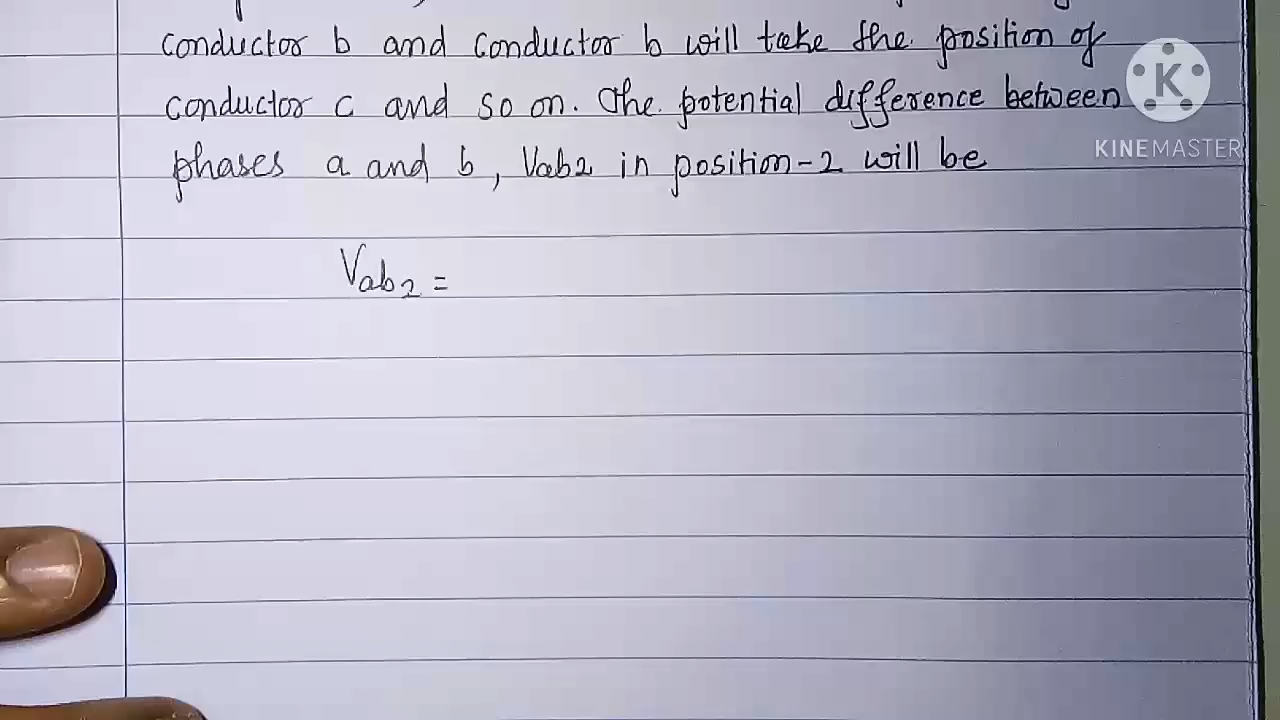 conductor b and conductor b will take the position of
conductor c and so on. The potential difference between
phases a and b, Vab2 in position-2 will be
Vab2 =
K
KINEMASTER